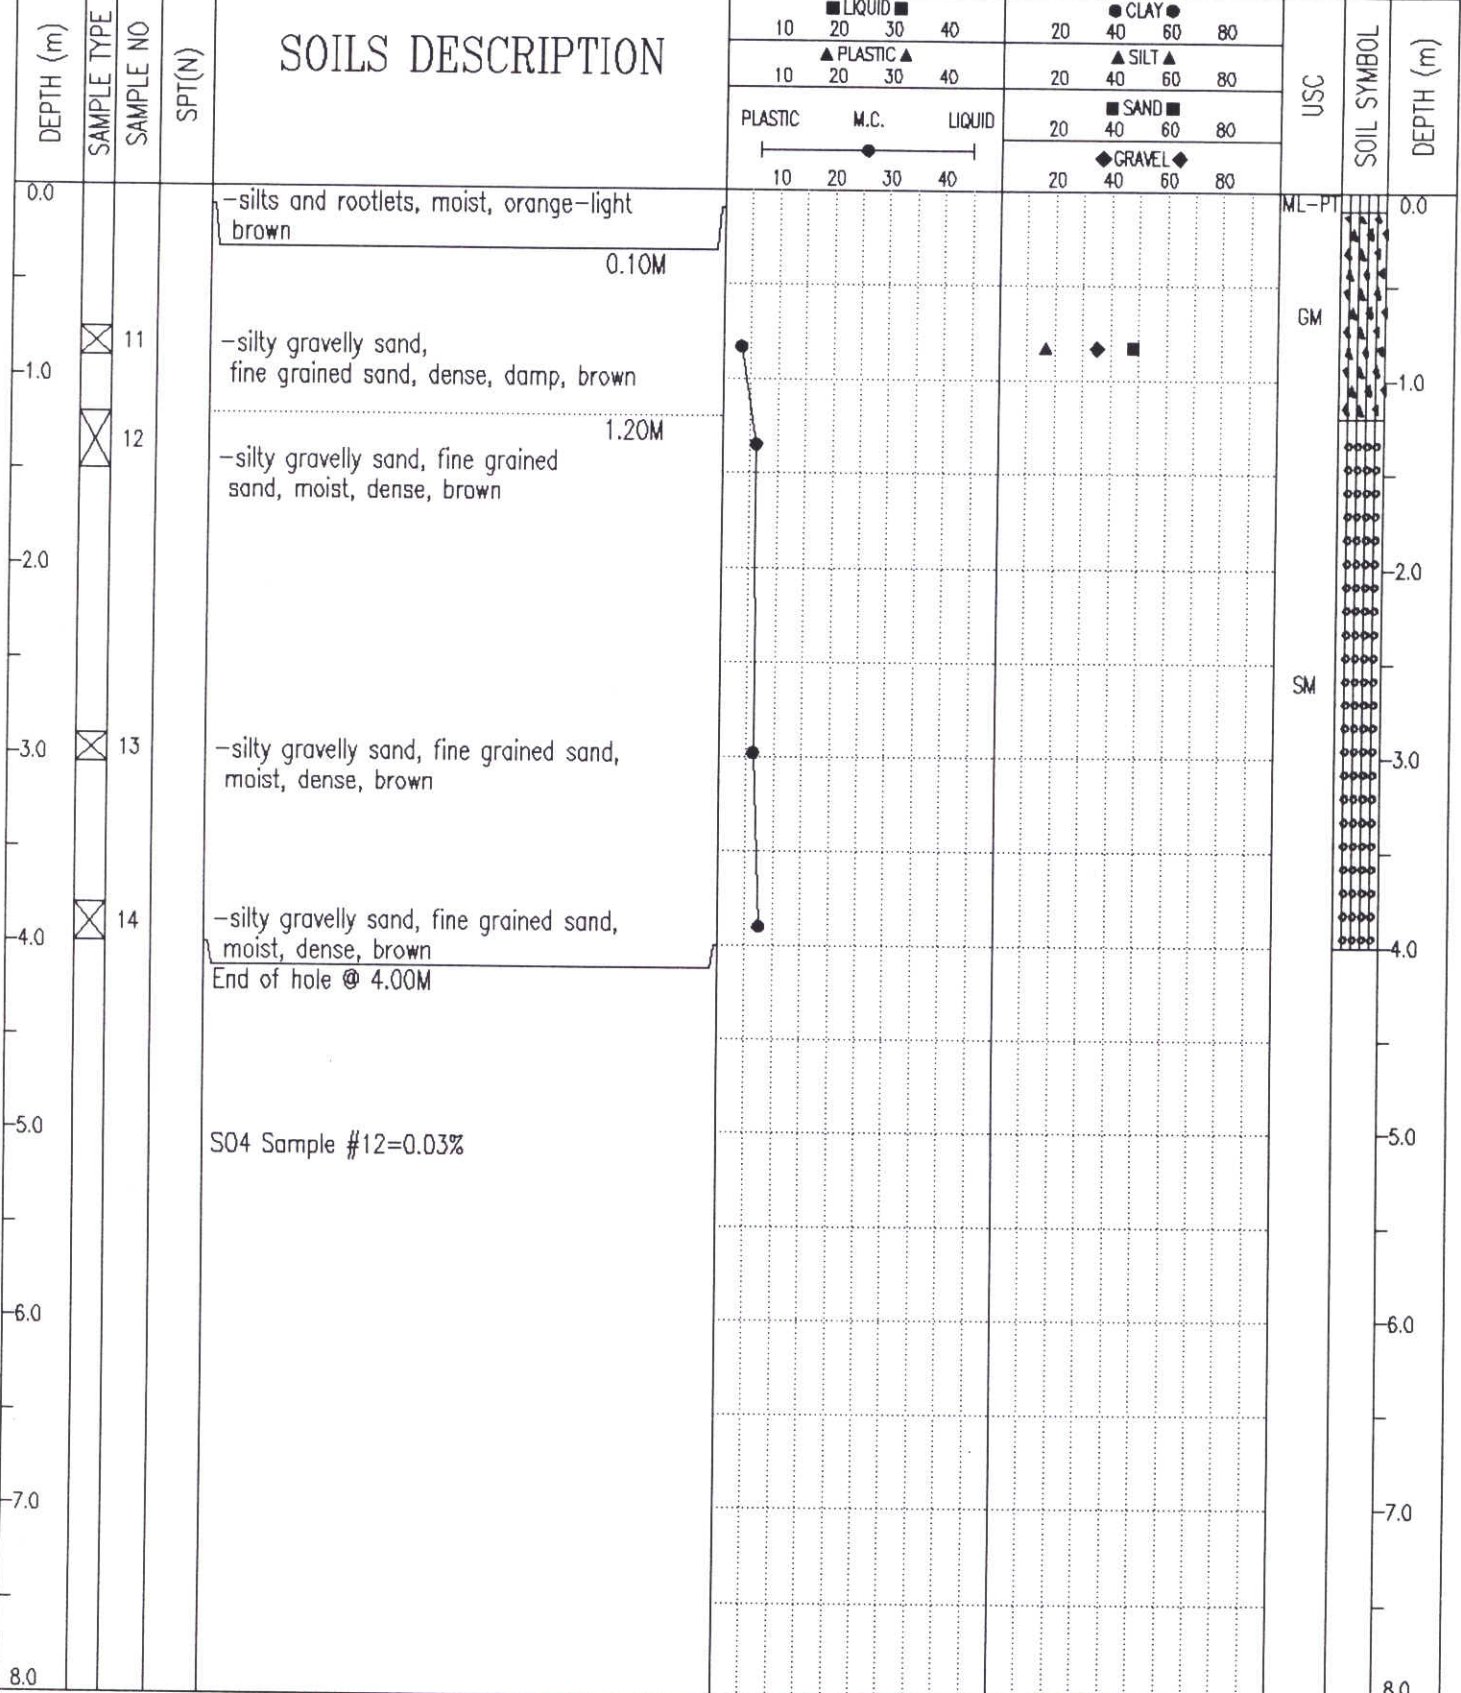 DEPTH (m)
SAMPLE TYPE
SAMPLE NO
SPT(N)
SOILS DESCRIPTION
■ LIQUID ■
10 20 30 40
▲ PLASTIC ▲
10 20 30 40
PLASTIC M.C. LIQUID
10 20 30 40
● CLAY ●
20 40 60 80
▲ SILT ▲
20 40 60 80
■ SAND ■
20 40 60 80
◆ GRAVEL ◆
20 40 60 80
USC
SOIL SYMBOL
DEPTH (m)
0.0
-silts and rootlets, moist, orange-light
brown
ML-PT
0.0
0.10M
GM
11
-silty gravelly sand,
fine grained sand, dense, damp, brown
1.0
1.0
1.20M
12
-silty gravelly sand, fine grained
sand, moist, dense, brown
2.0
2.0
SM
3.0
13
-silty gravelly sand, fine grained sand,
moist, dense, brown
3.0
14
-silty gravelly sand, fine grained sand,
moist, dense, brown
4.0
4.0
End of hole @ 4.00M
5.0
5.0
SO4 Sample #12=0.03%
6.0
6.0
7.0
7.0
8.0
8.0